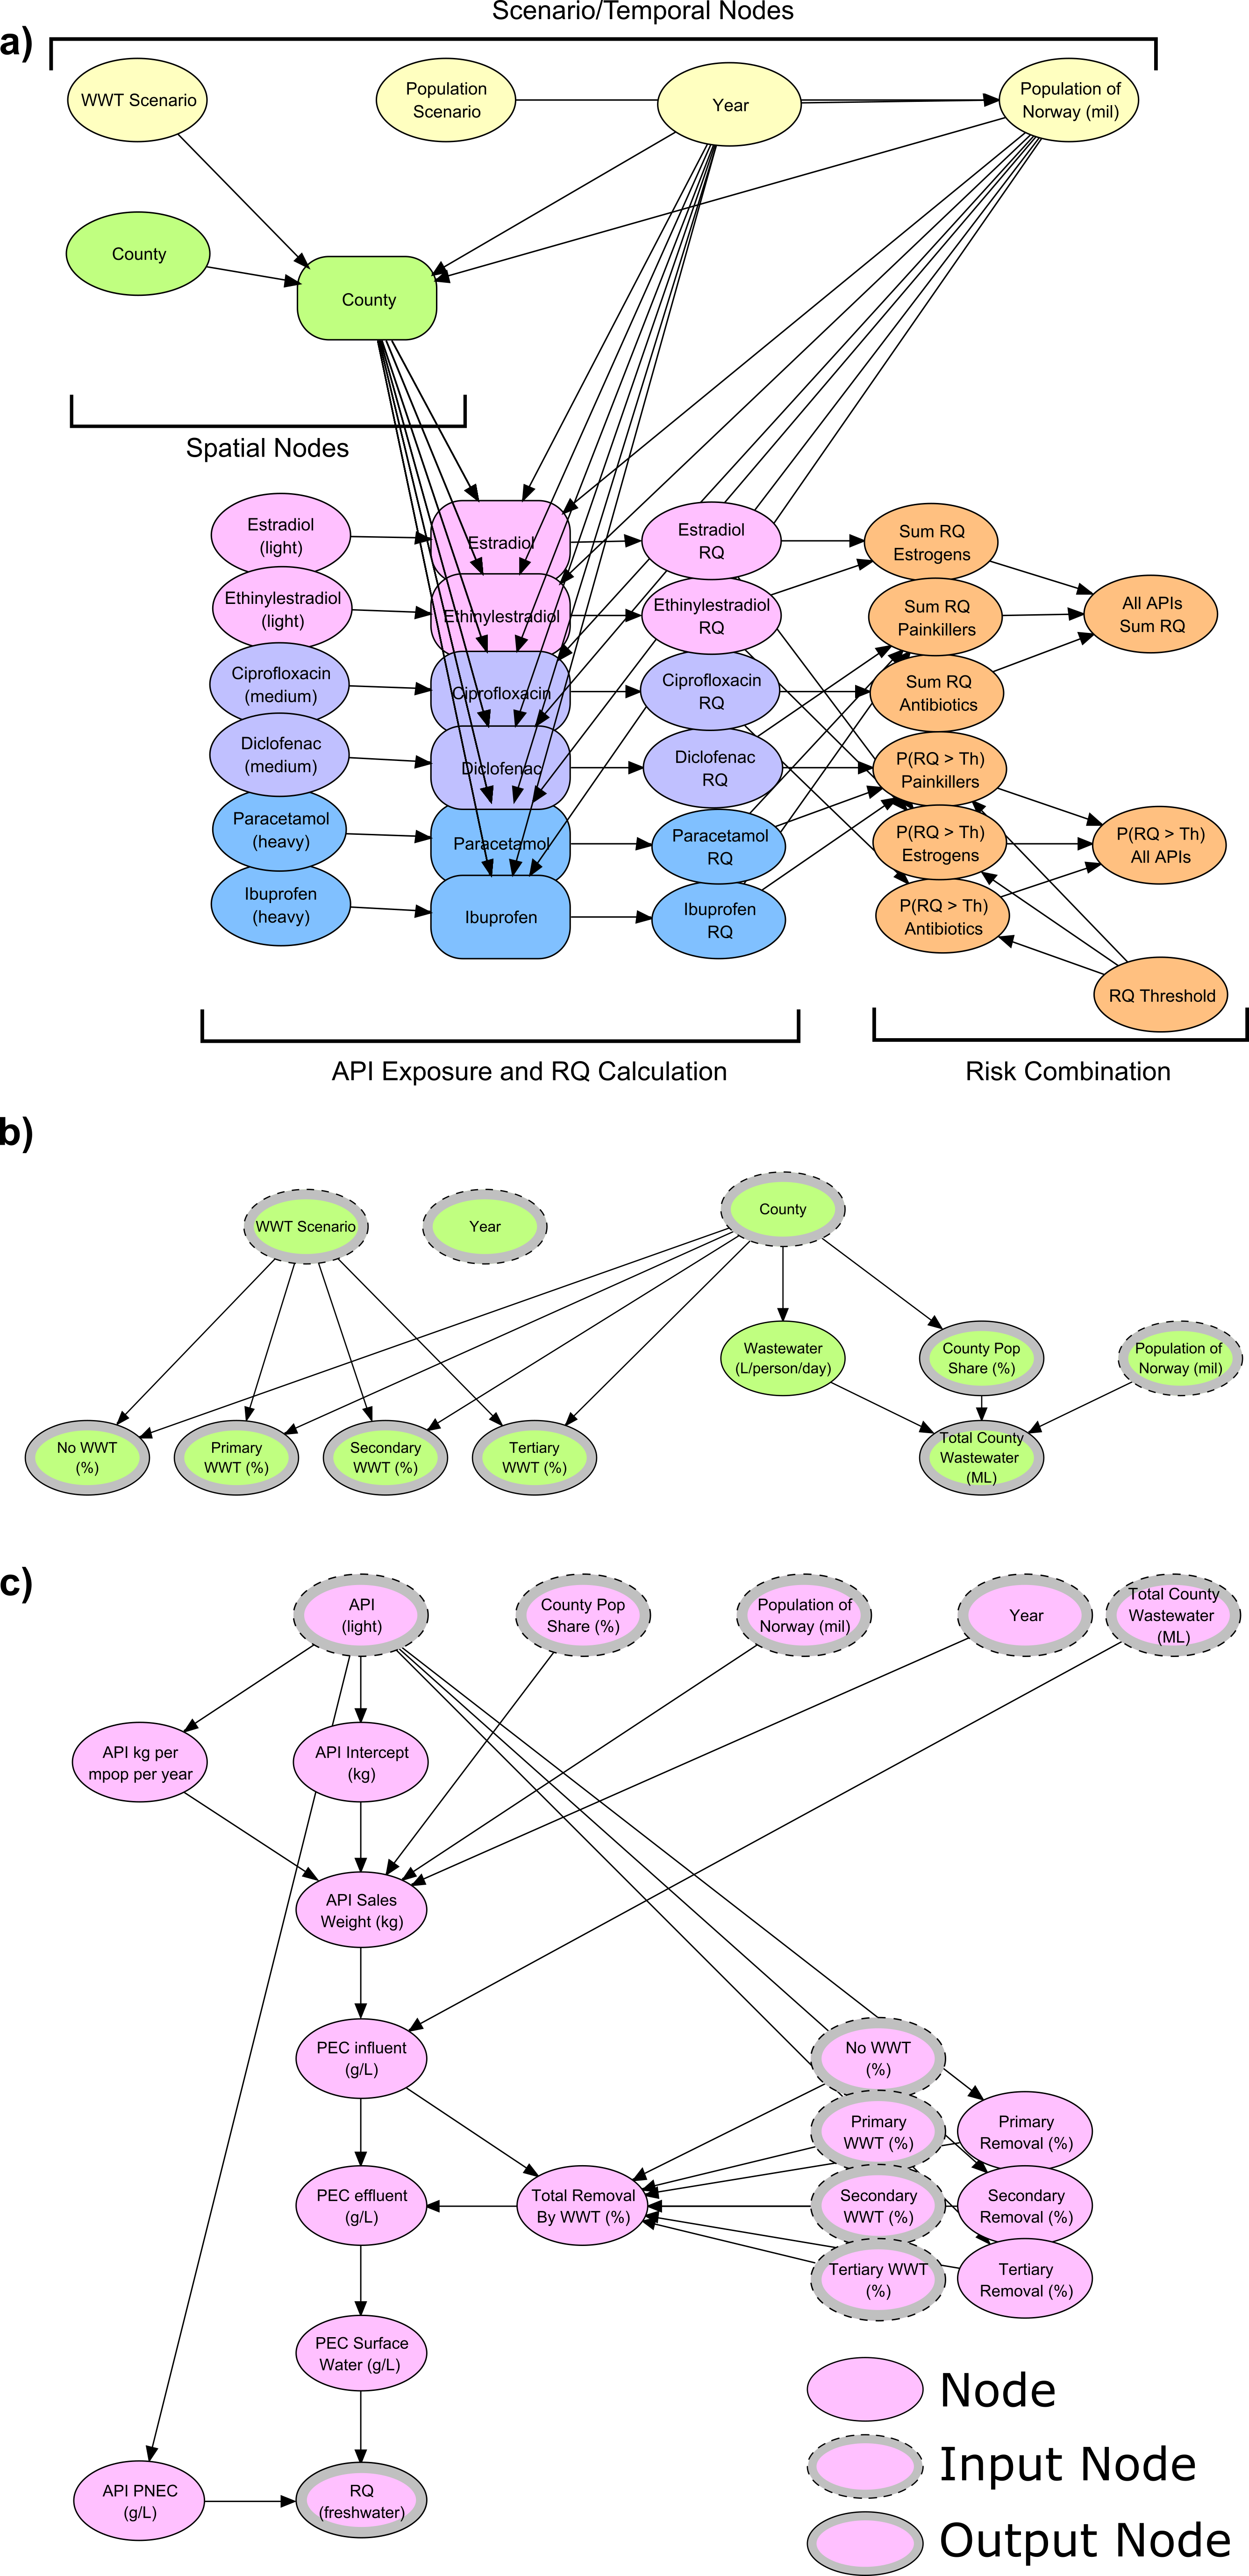 Scenario/Temporal Nodes
a)
WWT Scenario
Population
Scenario
Year
Population of
Norway (mil)
County
County
Spatial Nodes
Estradiol
(light)
Estradiol
Estradiol
RQ
Sum RQ
Estrogens
Ethinylestradiol
(light)
Ethinylestradiol
Ethinylestradiol
RQ
Sum RQ
Painkillers
All APIs
Sum RQ
Ciprofloxacin
(medium)
Ciprofloxacin
Ciprofloxacin
RQ
Sum RQ
Antibiotics
Diclofenac
(medium)
Diclofenac
Diclofenac
RQ
P(RQ > Th)
Painkillers
Paracetamol
(heavy)
Paracetamol
Paracetamol
RQ
P(RQ > Th)
Estrogens
P(RQ > Th)
All APIs
Ibuprofen
(heavy)
Ibuprofen
Ibuprofen
RQ
P(RQ > Th)
Antibiotics
RQ Threshold
API Exposure and RQ Calculation
Risk Combination
b)
WWT Scenario
Year
County
Wastewater
(L/person/day)
County Pop
Share (%)
Population of
Norway (mil)
No WWT
(%)
Primary
WWT (%)
Secondary
WWT (%)
Tertiary
WWT (%)
Total County
Wastewater
(ML)
c)
API
(light)
County Pop
Share (%)
Population of
Norway (mil)
Year
Total County
Wastewater
(ML)
API kg per
mpop per year
API Intercept
(kg)
API Sales
Weight (kg)
PEC influent
(g/L)
No WWT
(%)
Primary
WWT (%)
Primary
Removal (%)
PEC effluent
(g/L)
Total Removal
By WWT (%)
Secondary
WWT (%)
Secondary
Removal (%)
Tertiary WWT
(%)
Tertiary
Removal (%)
PEC Surface
Water (g/L)
Node
Input Node
API PNEC
(g/L)
RQ
(freshwater)
Output Node